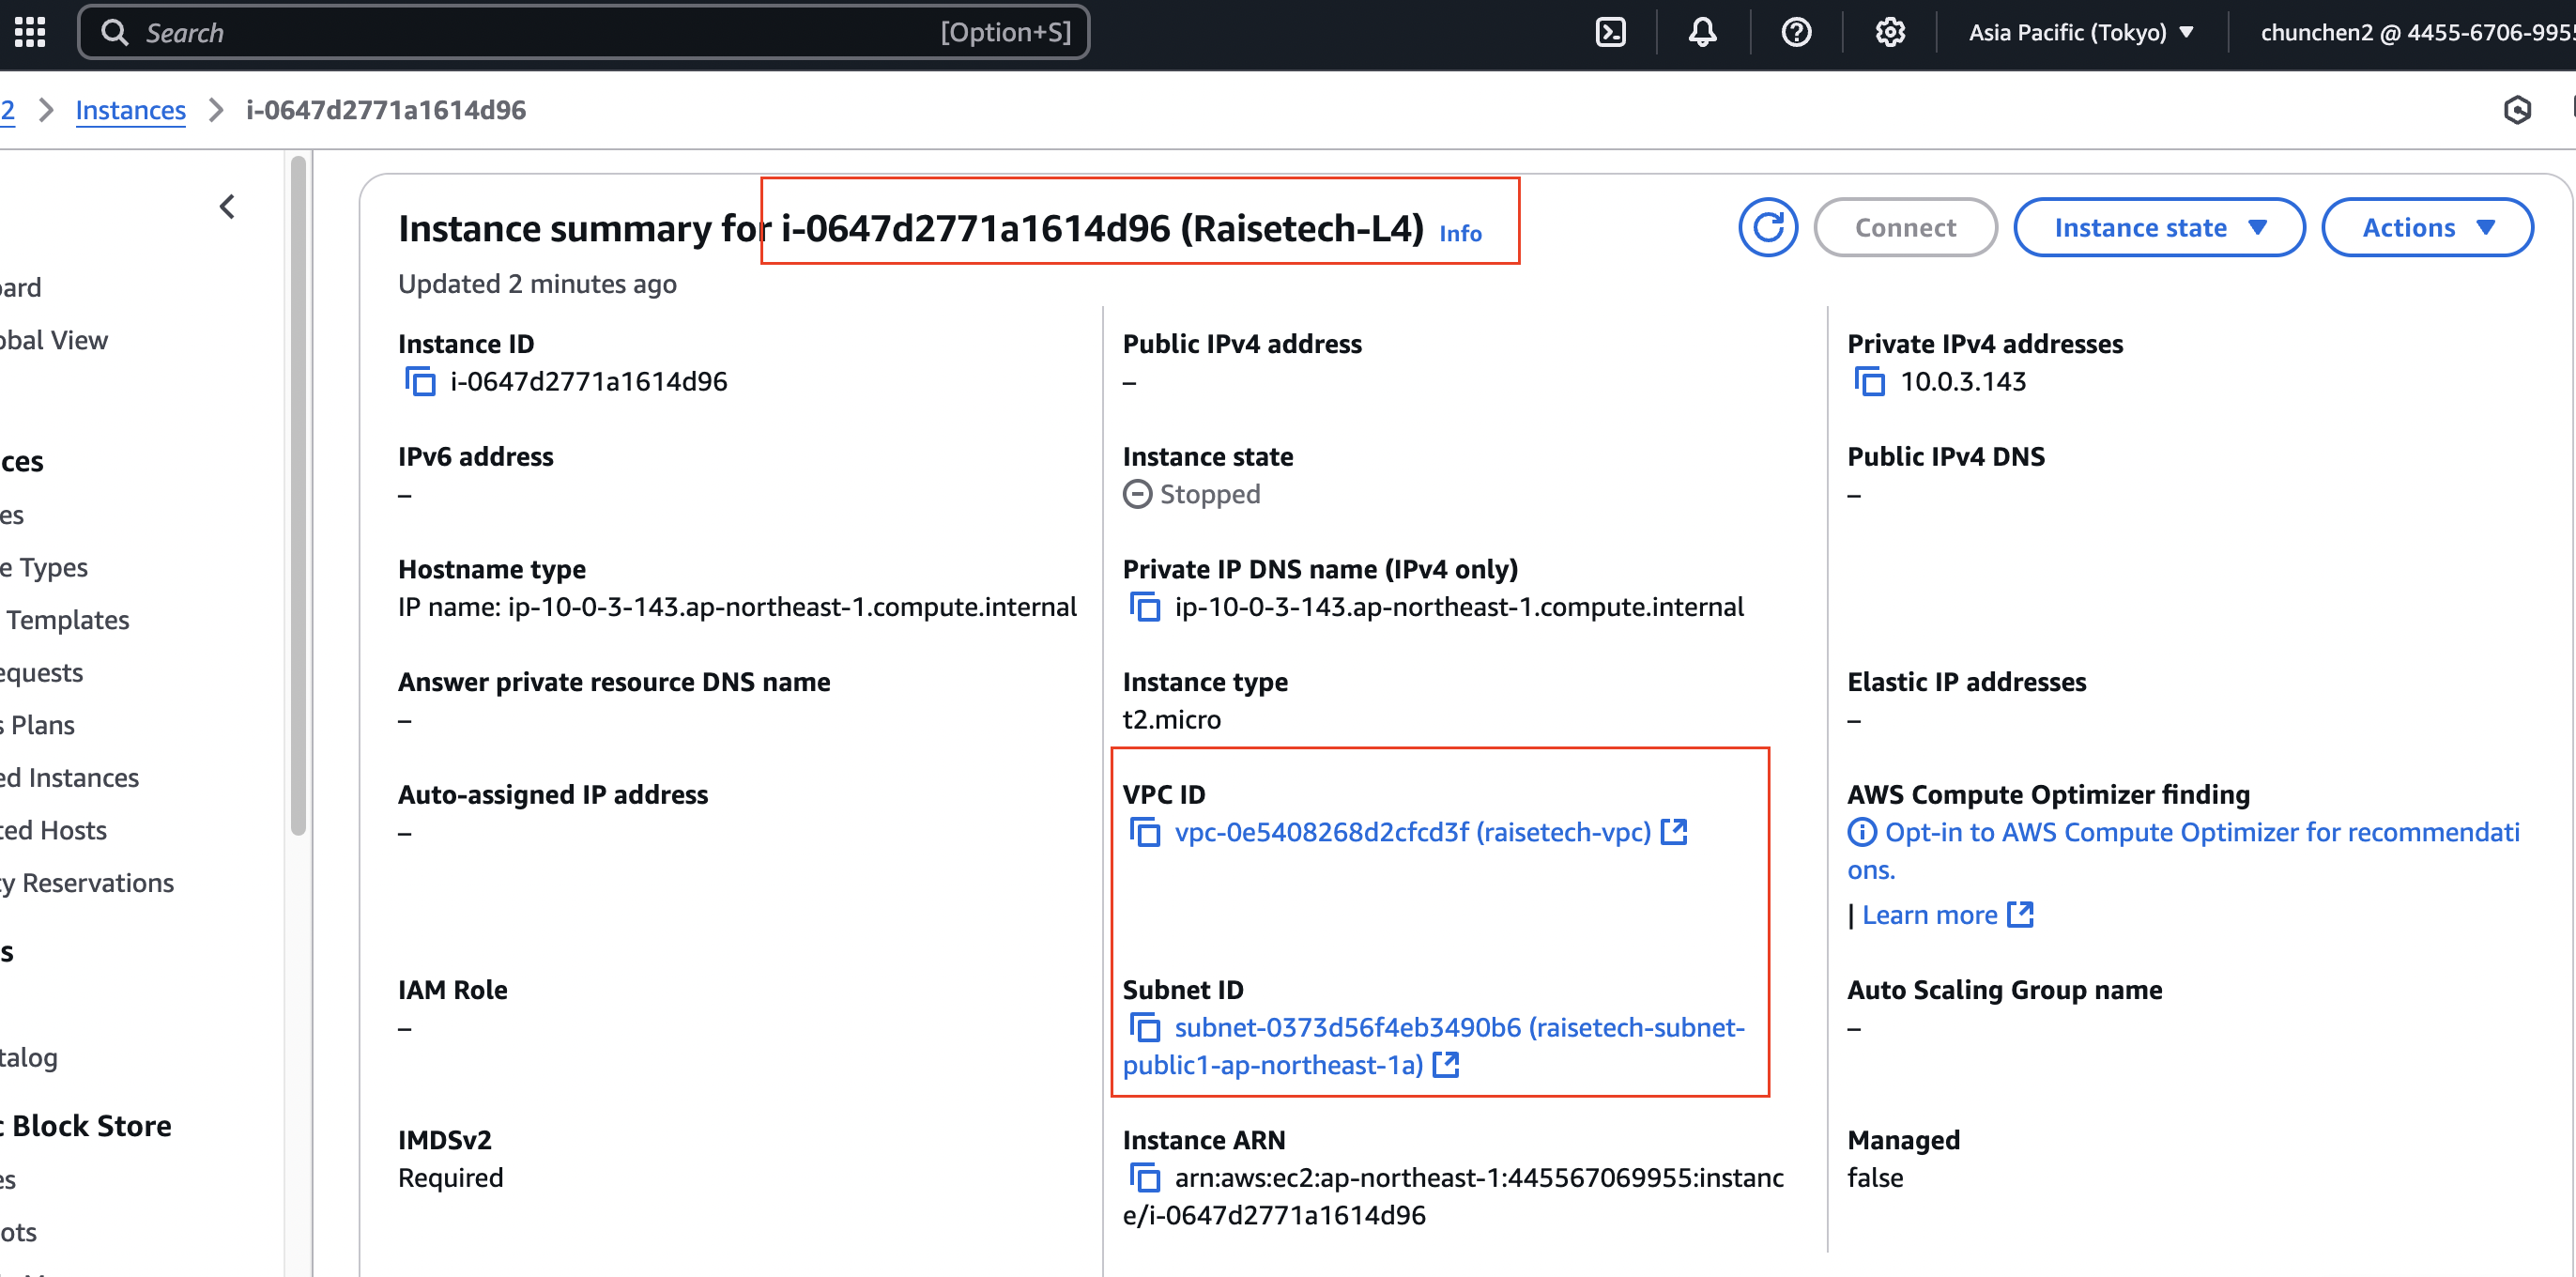 Search [Option+S]
Asia Pacific (Tokyo) chunchen2 @ 4455-6706-995
2 > Instances > i-0647d2771a1614d96
Instance summary for i-0647d2771a1614d96 (Raisetech-L4) Info
Connect
Instance state
Actions
Updated 2 minutes ago
ard
obal View
ces
es
e Types
Templates
equests
s Plans
ed Instances
ted Hosts
ty Reservations
s
talog
c Block Store
es
ots
Instance ID
i-0647d2771a1614d96
Public IPv4 address
–
Private IPv4 addresses
10.0.3.143
IPv6 address
–
Instance state
Stopped
Public IPv4 DNS
–
Hostname type
IP name: ip-10-0-3-143.ap-northeast-1.compute.internal
Private IP DNS name (IPv4 only)
ip-10-0-3-143.ap-northeast-1.compute.internal
Answer private resource DNS name
–
Instance type
t2.micro
Elastic IP addresses
–
Auto-assigned IP address
–
VPC ID
vpc-0e5408268d2cfcd3f (raisetech-vpc)
AWS Compute Optimizer finding
Opt-in to AWS Compute Optimizer for recommendati
ons.
| Learn more
IAM Role
–
Subnet ID
subnet-0373d56f4eb3490b6 (raisetech-subnet-
public1-ap-northeast-1a)
Auto Scaling Group name
–
IMDSv2
Required
Instance ARN
arn:aws:ec2:ap-northeast-1:445567069955:instanc
e/i-0647d2771a1614d96
Managed
false